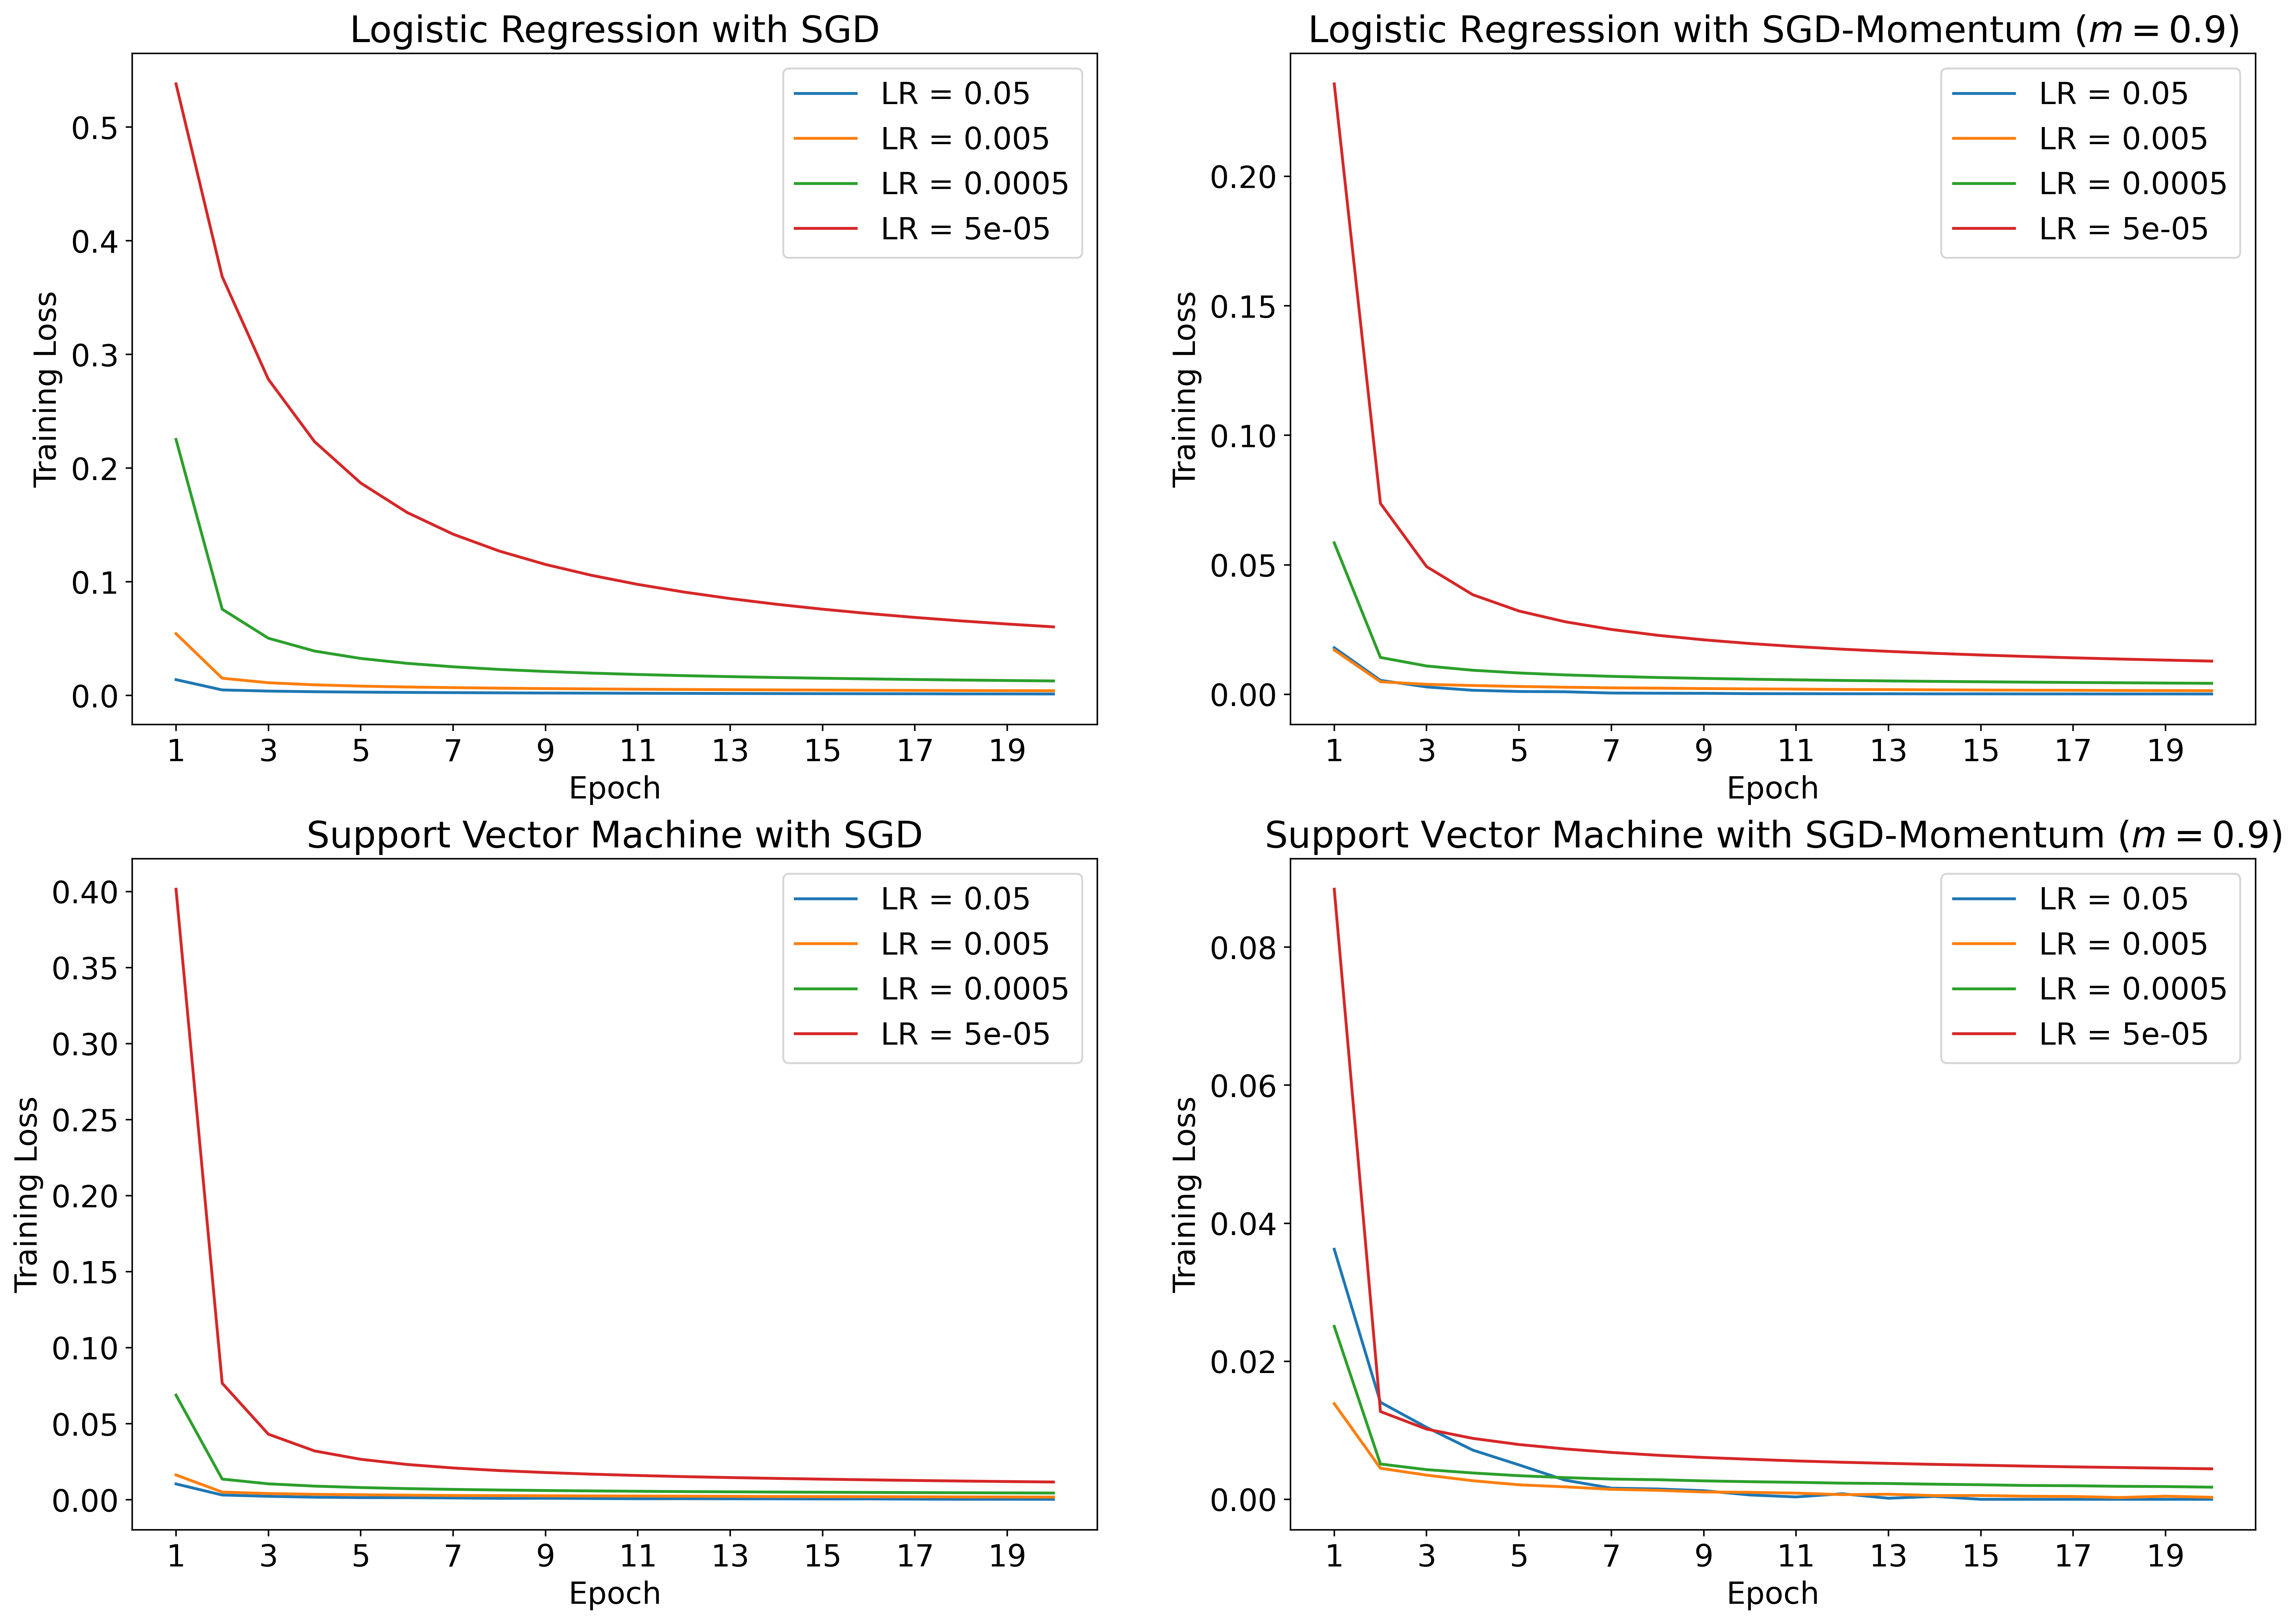 Logistic Regression with SGD
Training Loss
0.5
0.4
0.3
0.2
0.1
0.0
LR = 0.05
LR = 0.005
LR = 0.0005
LR = 5e-05
1 3 5 7 9 11 13 15 17 19
Epoch
Logistic Regression with SGD-Momentum (m = 0.9)
Training Loss
0.20
0.15
0.10
0.05
0.00
LR = 0.05
LR = 0.005
LR = 0.0005
LR = 5e-05
1 3 5 7 9 11 13 15 17 19
Epoch
Support Vector Machine with SGD
Training Loss
0.40
0.35
0.30
0.25
0.20
0.15
0.10
0.05
0.00
LR = 0.05
LR = 0.005
LR = 0.0005
LR = 5e-05
1 3 5 7 9 11 13 15 17 19
Epoch
Support Vector Machine with SGD-Momentum (m = 0.9)
Training Loss
0.08
0.06
0.04
0.02
0.00
LR = 0.05
LR = 0.005
LR = 0.0005
LR = 5e-05
1 3 5 7 9 11 13 15 17 19
Epoch